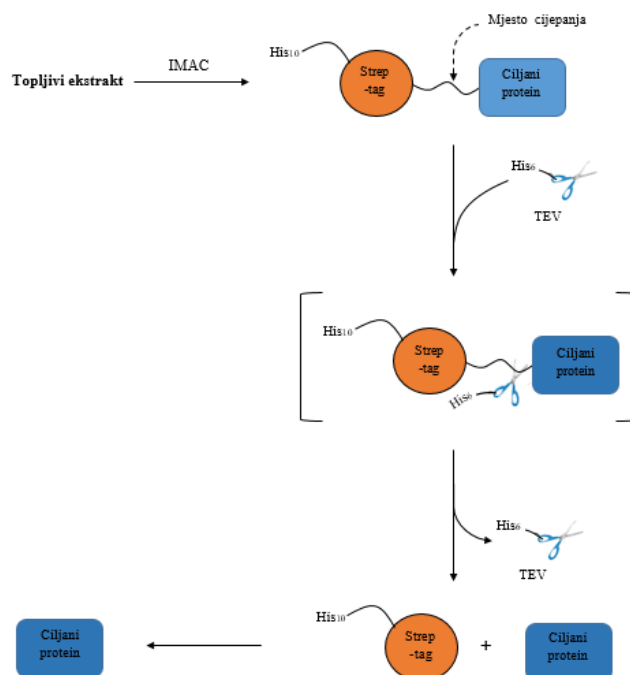 Mjesto cijepanja
His10
IMAC
Topljivi ekstrakt
Strep
-tag
Ciljani
protein
His6
TEV
His10
Strep
-tag
Ciljani
protein
His6
His6
TEV
His10
Ciljani
protein
Strep
-tag
+
Ciljani
protein